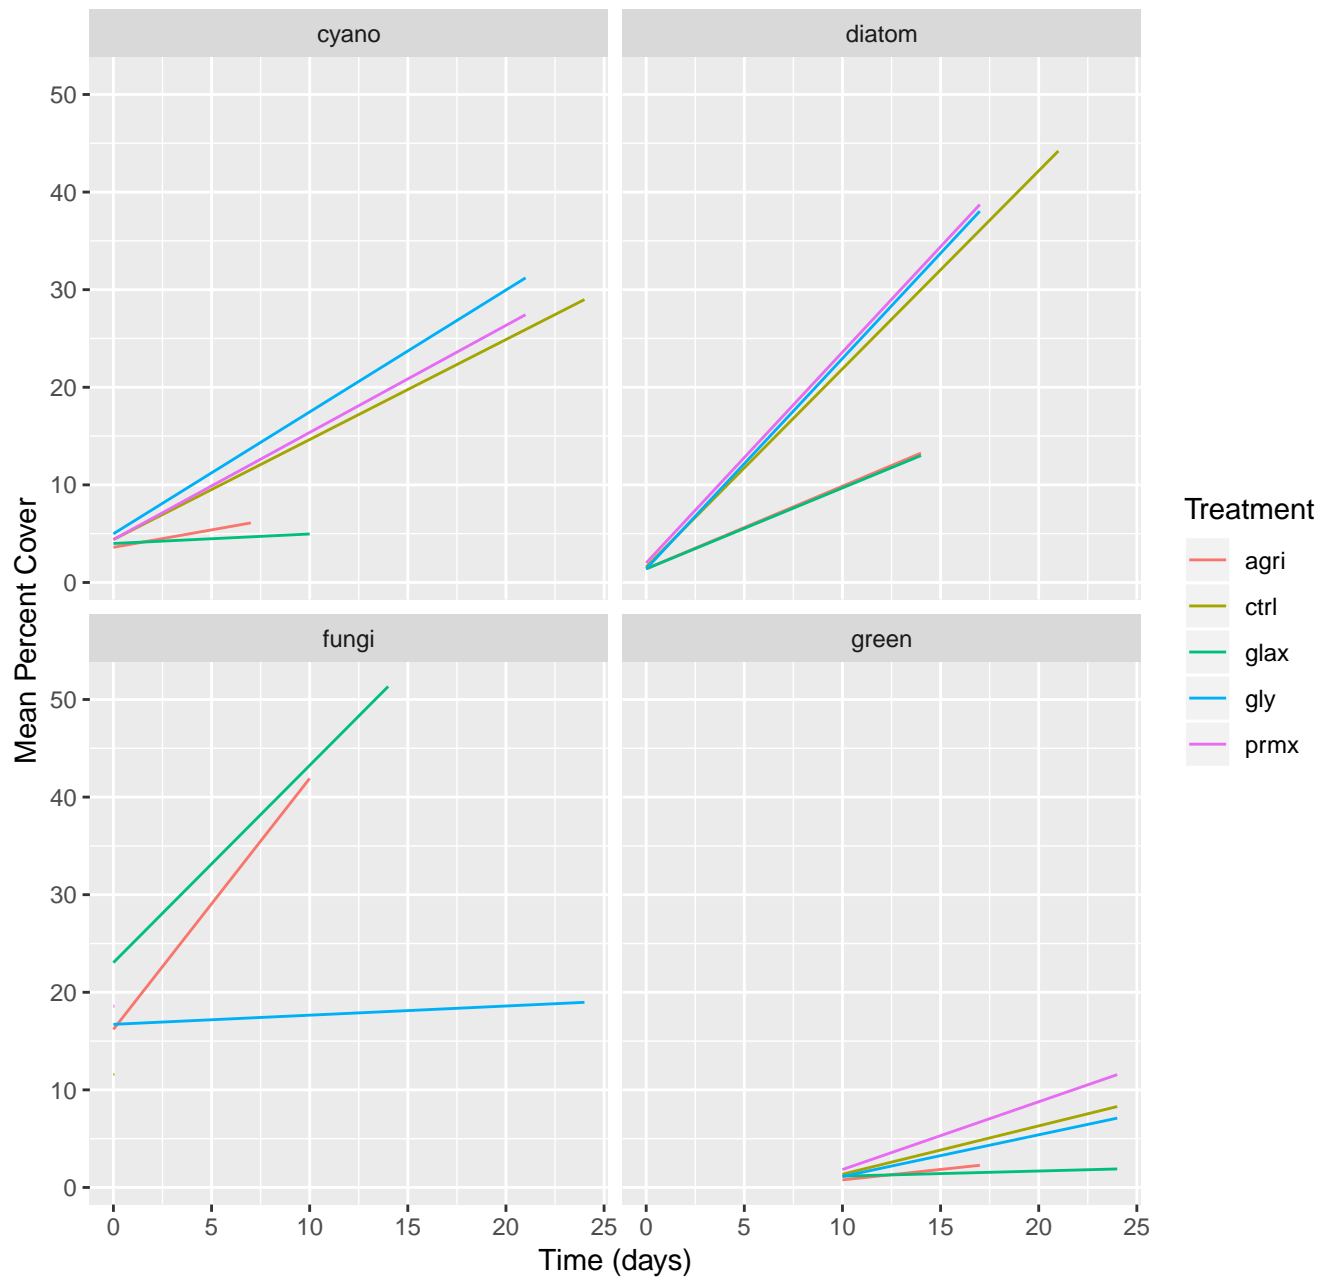 cyano
diatom
50
40
30
20
10
0
fungi
green
50
40
30
20
10
0
0 5 10 15 20 25
0 5 10 15 20 25
Time (days)
Mean Percent Cover
Treatment
agri
ctrl
glax
gly
prmx